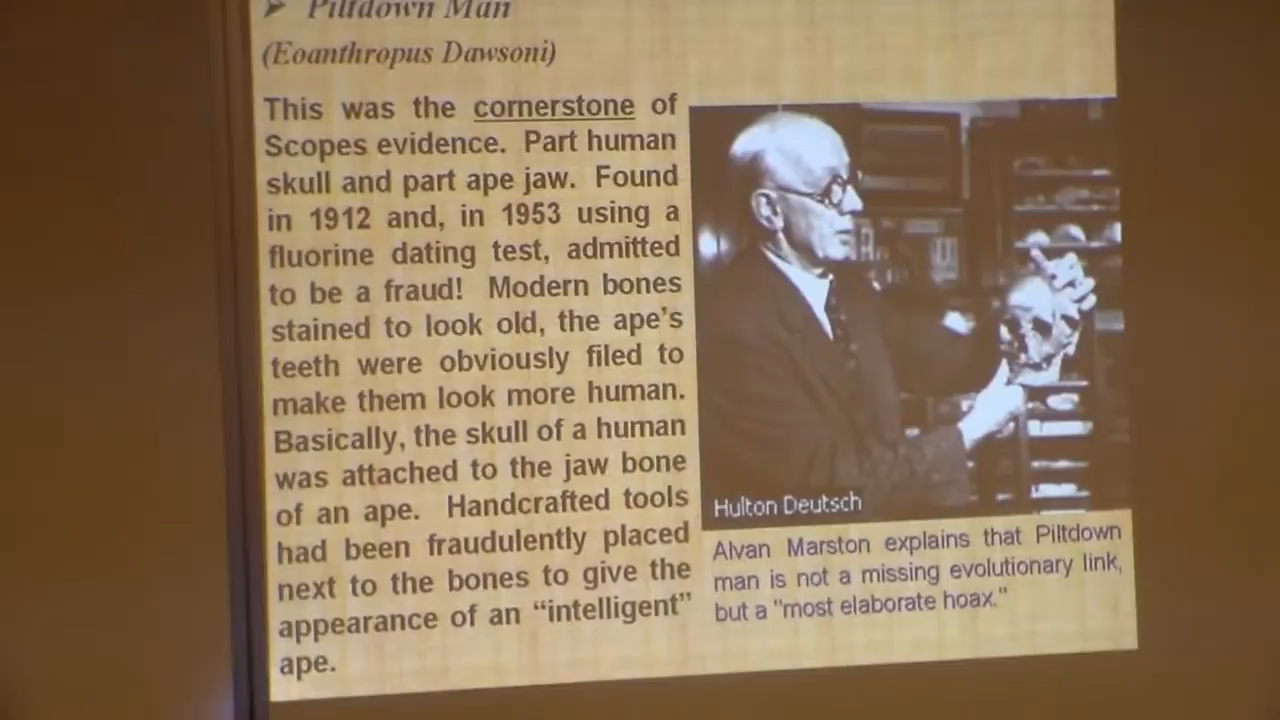 ➤ Piltdown Man
(Eoanthropus Dawsoni)
This was the cornerstone of
Scopes evidence. Part human
skull and part ape jaw. Found
in 1912 and, in 1953 using a
fluorine dating test, admitted
to be a fraud! Modern bones
stained to look old, the ape's
teeth were obviously filed to
make them look more human.
Basically, the skull of a human
was attached to the jaw bone
of an ape. Handcrafted tools
had been fraudulently placed
next to the bones to give the
appearance of an “intelligent”
ape.
Hulton Deutsch
Alvan Marston explains that Piltdown
man is not a missing evolutionary link,
but a "most elaborate hoax."